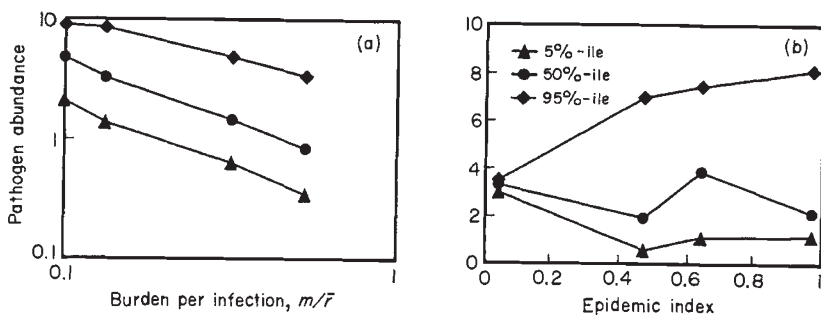 10
1
0.1
0.1
1
Pathogen abundance
Burden per infection, m/r̄
(a)
10
8
6
4
2
0
0
0.2
0.4
0.6
0.8
1
Epidemic index
(b)
5%-ile
50%-ile
95%-ile